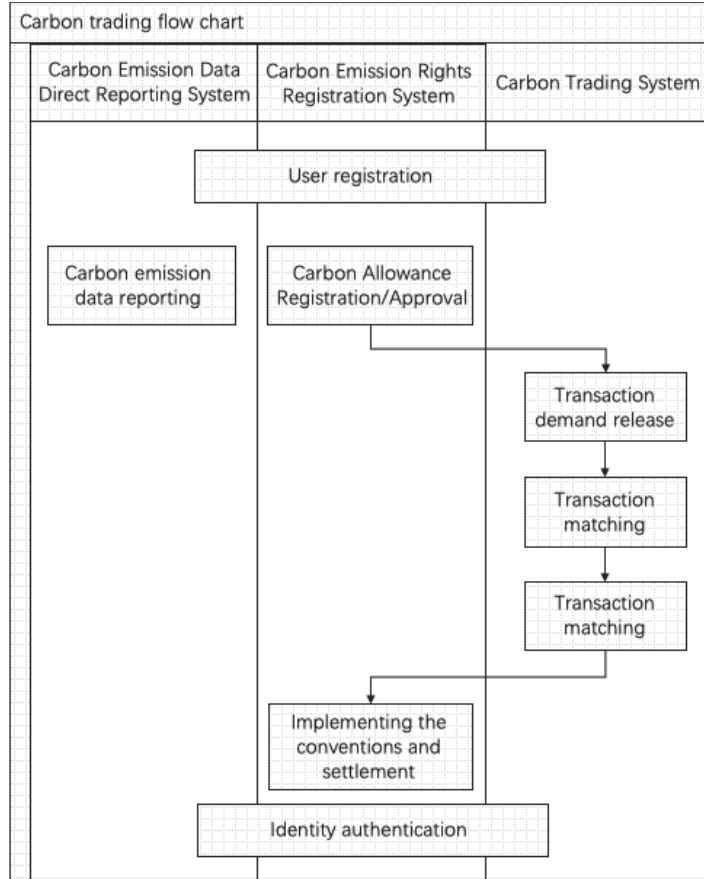 Carbon trading flow chart
Carbon Emission Data
Direct Reporting System
Carbon Emission Rights
Registration System
Carbon Trading System
User registration
Carbon emission
data reporting
Carbon Allowance
Registration/Approval
Transaction
demand release
Transaction
matching
Transaction
matching
Implementing the
conventions and
settlement
Identity authentication